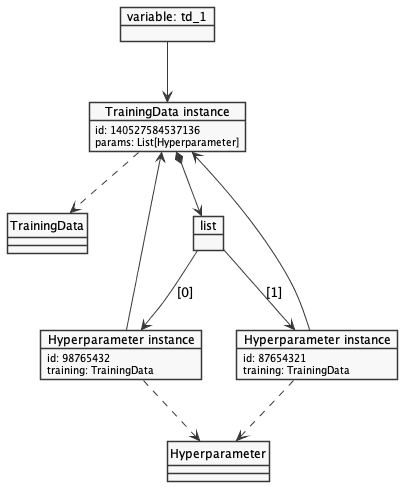 variable: td_1
TrainingData instance
id: 140527584537136
params: List[Hyperparameter]
TrainingData
list
[0]
[1]
Hyperparameter instance
id: 98765432
training: TrainingData
Hyperparameter instance
id: 87654321
training: TrainingData
Hyperparameter